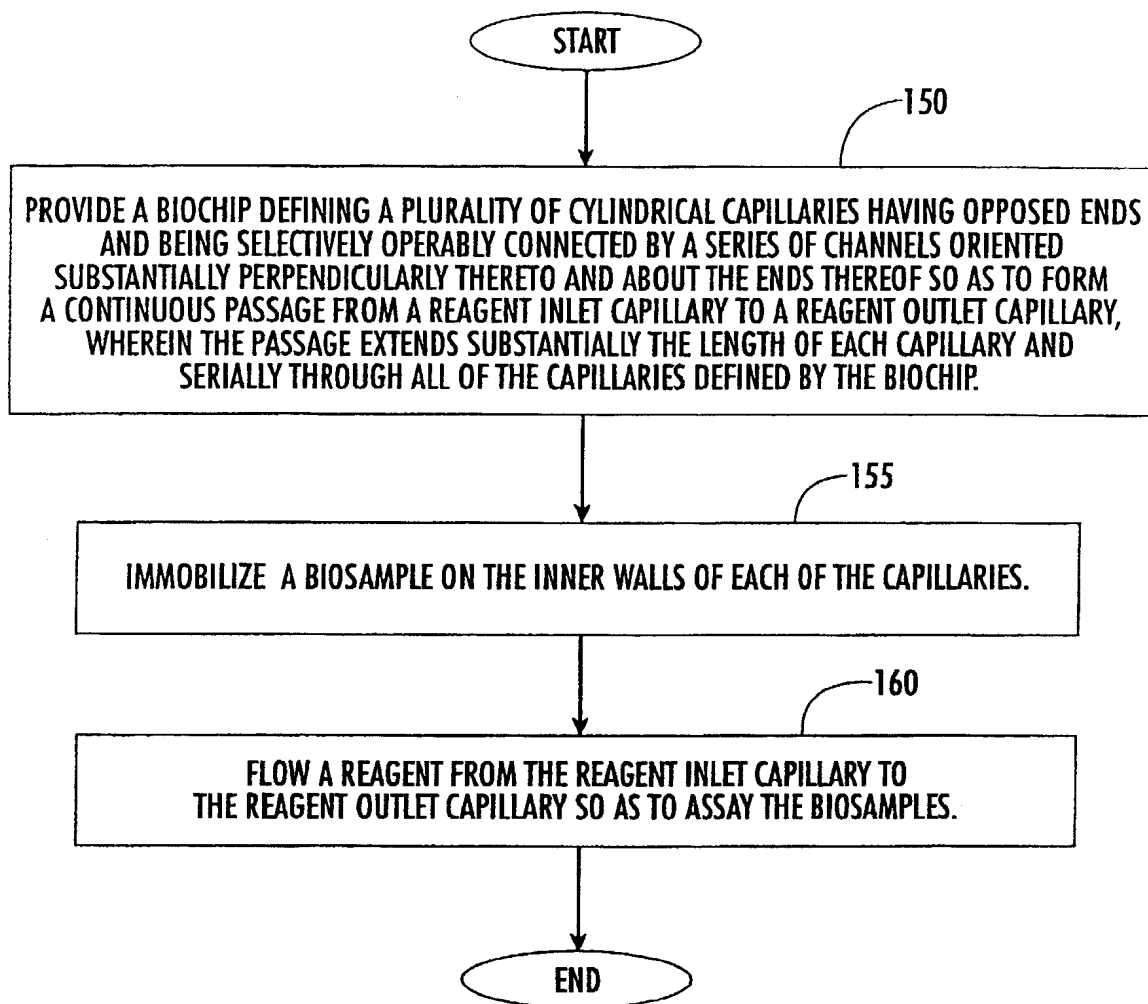 START
150
PROVIDE A BIOCHIP DEFINING A PLURALITY OF CYLINDRICAL CAPILLARIES HAVING OPPOSED ENDS
AND BEING SELECTIVELY OPERABLY CONNECTED BY A SERIES OF CHANNELS ORIENTED
SUBSTANTIALLY PERPENDICULARLY THERETO AND ABOUT THE ENDS THEREOF SO AS TO FORM
A CONTINUOUS PASSAGE FROM A REAGENT INLET CAPILLARY TO A REAGENT OUTLET CAPILLARY,
WHEREIN THE PASSAGE EXTENDS SUBSTANTIALLY THE LENGTH OF EACH CAPILLARY AND
SERIALLY THROUGH ALL OF THE CAPILLARIES DEFINED BY THE BIOCHIP.
155
IMMOBILIZE A BIOSAMPLE ON THE INNER WALLS OF EACH OF THE CAPILLARIES.
160
FLOW A REAGENT FROM THE REAGENT INLET CAPILLARY TO
THE REAGENT OUTLET CAPILLARY SO AS TO ASSAY THE BIOSAMPLES.
END